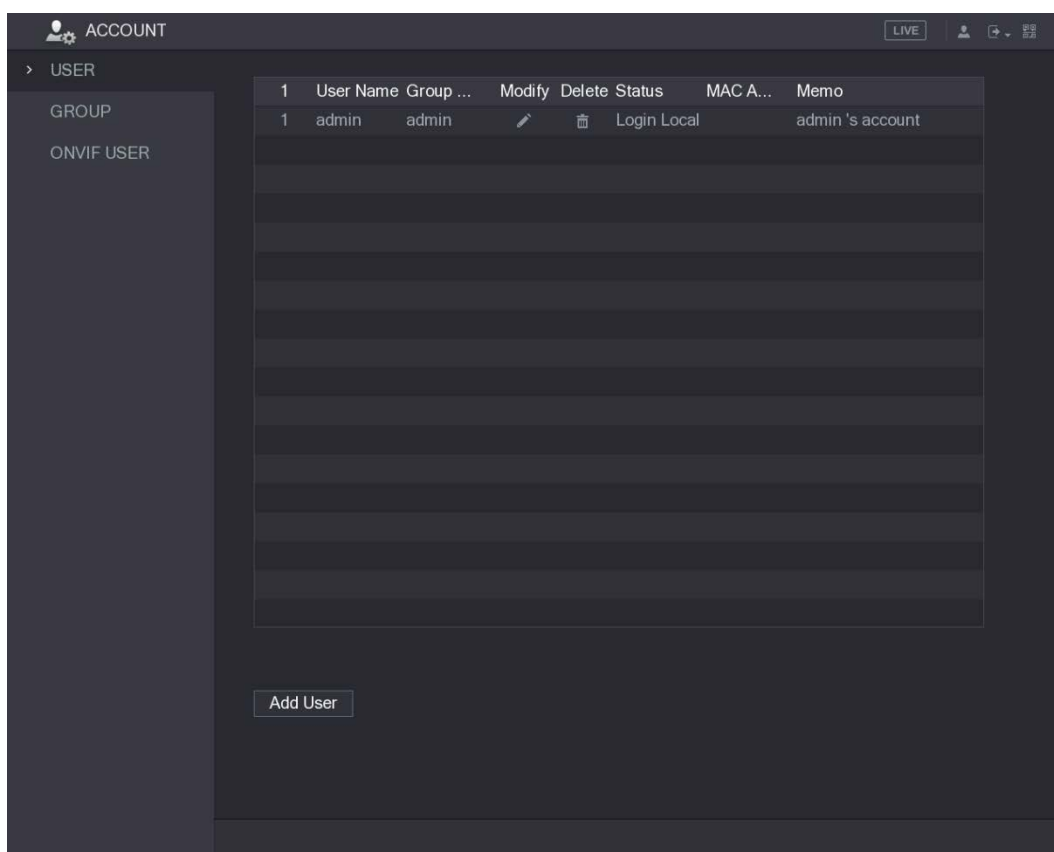 ACCOUNT
LIVE
USER
GROUP
ONVIF USER
1 User Name Group ... Modify Delete Status MAC A... Memo
1 admin admin Login Local admin 's account
Add User